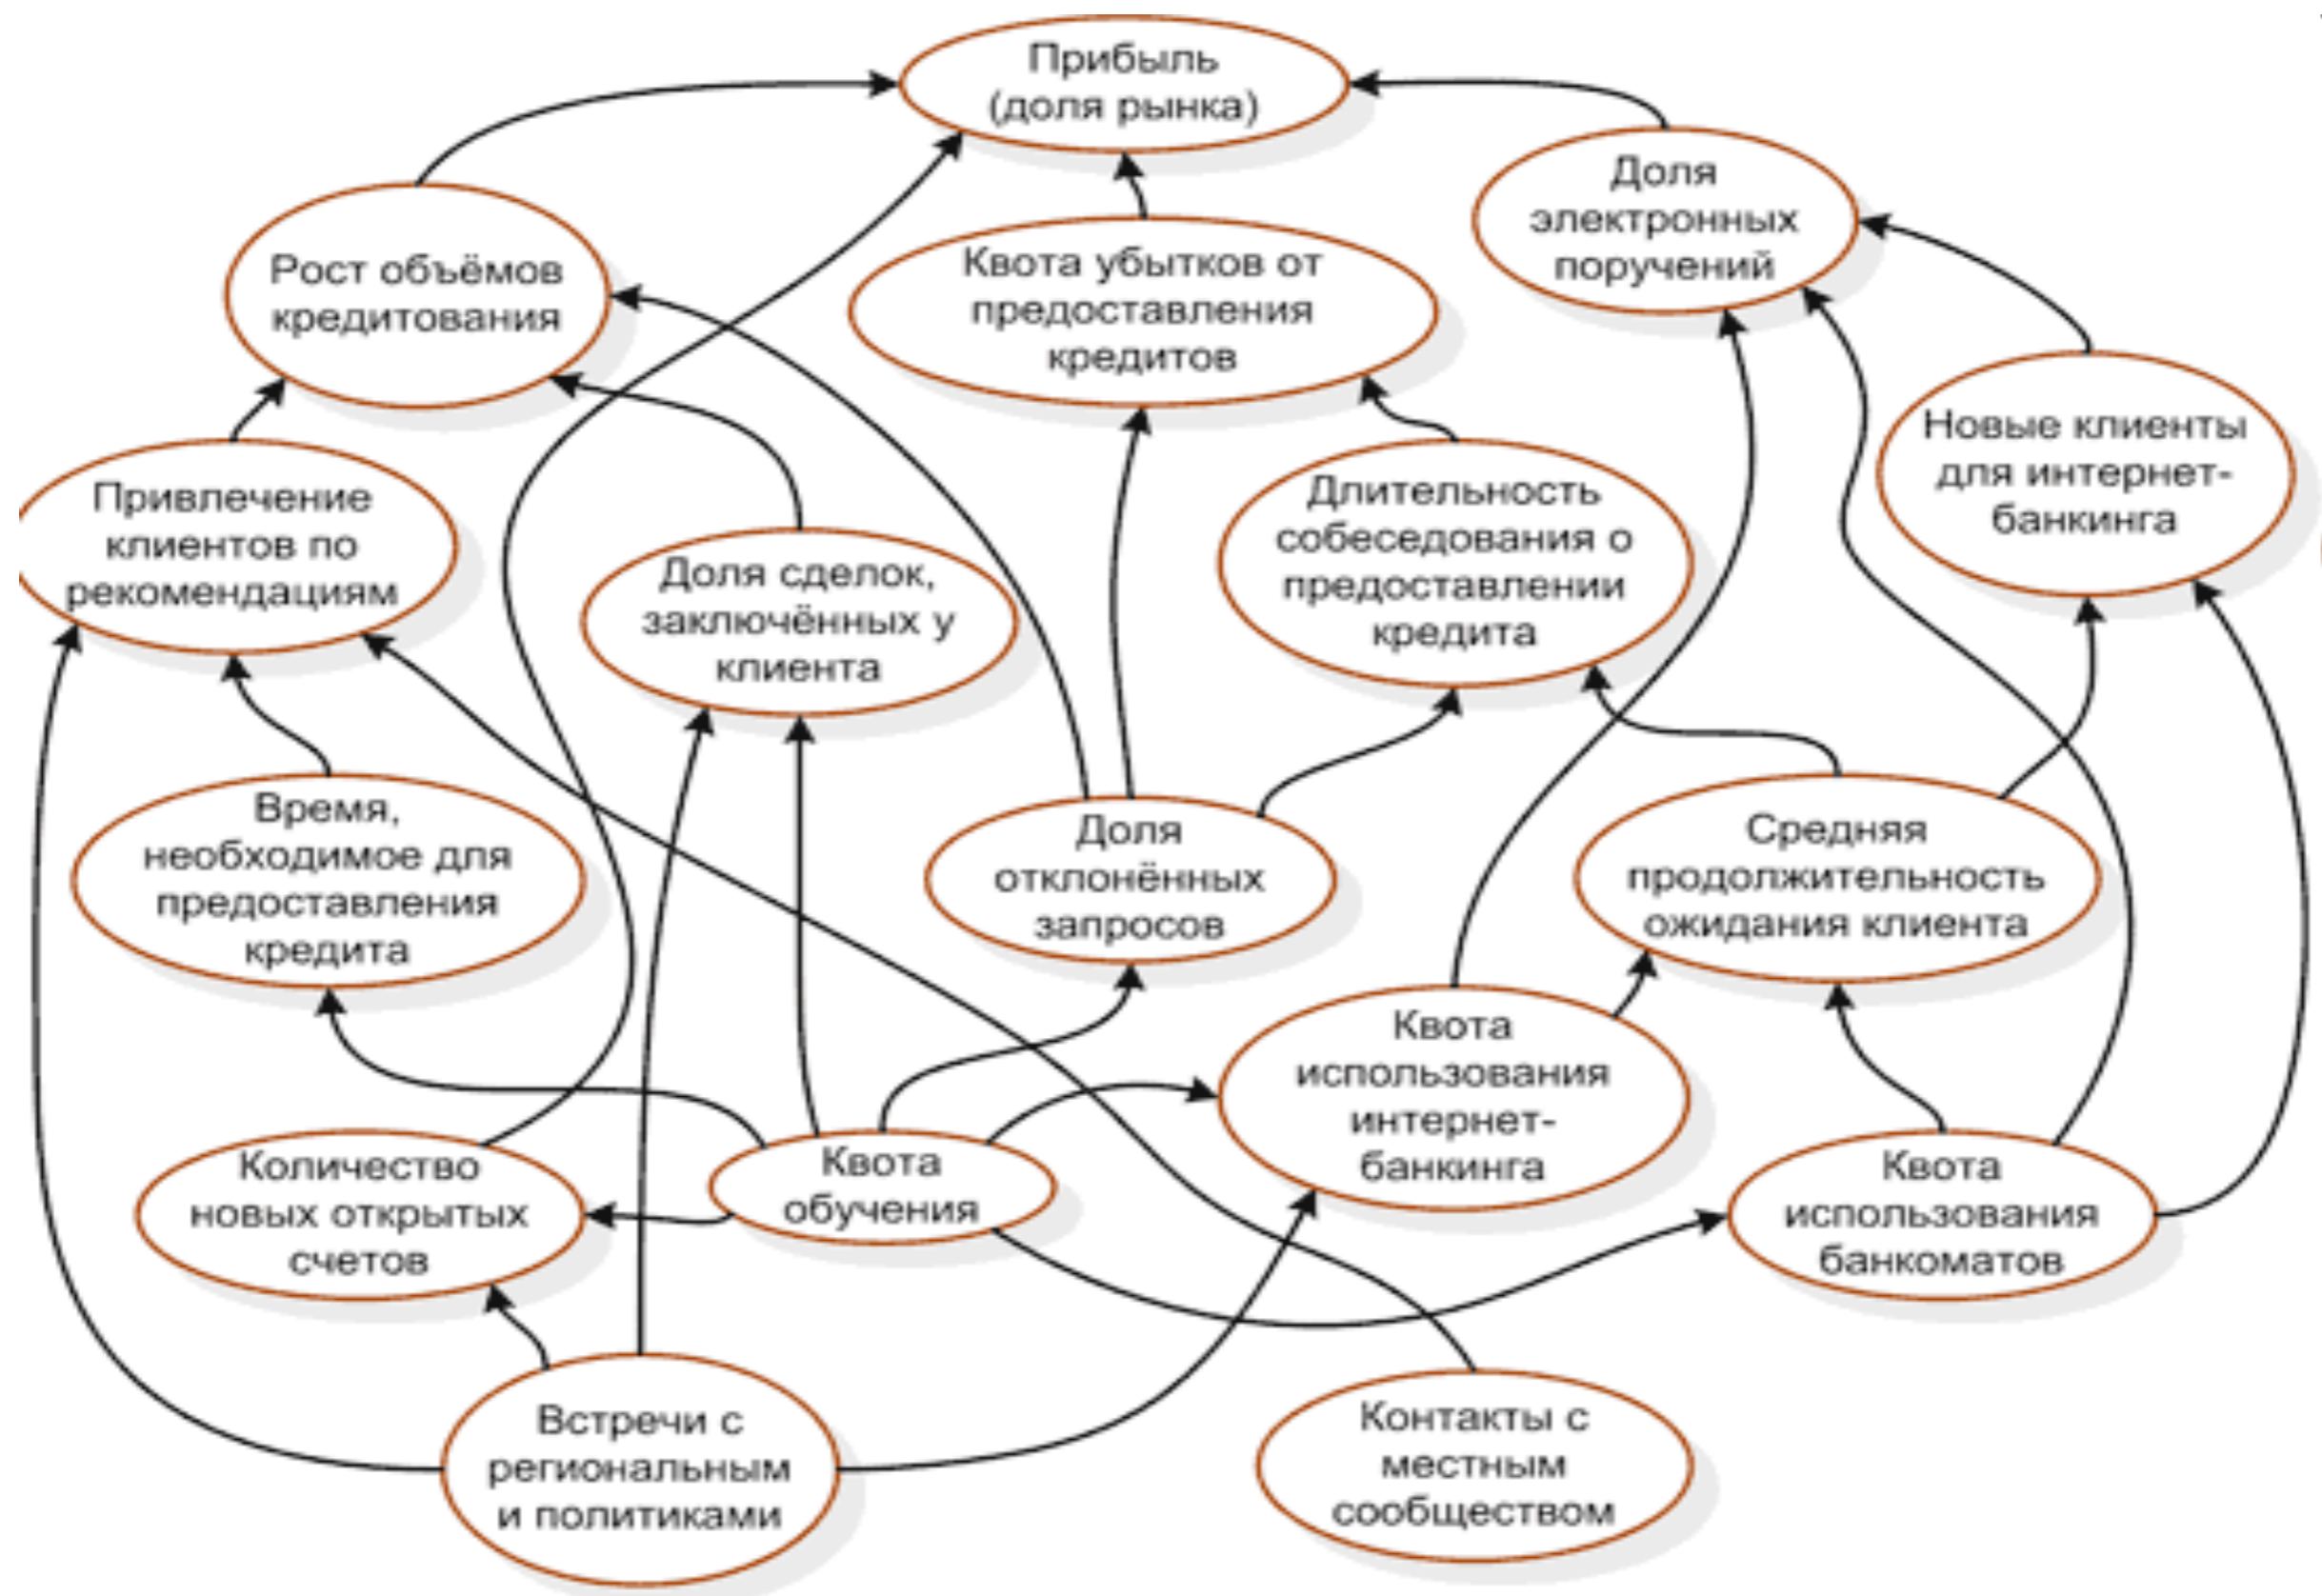 Прибыль
(доля рынка)
Доля
электронных
поручений
Рост объёмов
кредитования
Квота убытков от
предоставления
кредитов
Новые клиенты
для интернет-
банкинга
Привлечение
клиентов по
рекомендациям
Длительность
собеседования о
предоставлении
кредита
Доля сделок,
заключённых у
клиента
Время,
необходимое для
предоставления
кредита
Доля
отклонённых
запросов
Средняя
продолжительность
ожидания клиента
Квота
использования
интернет-
банкинга
Количество
новых открытых
счетов
Квота
обучения
Квота
использования
банкоматов
Встречи с
региональным
и политиками
Контакты с
местным
сообществом